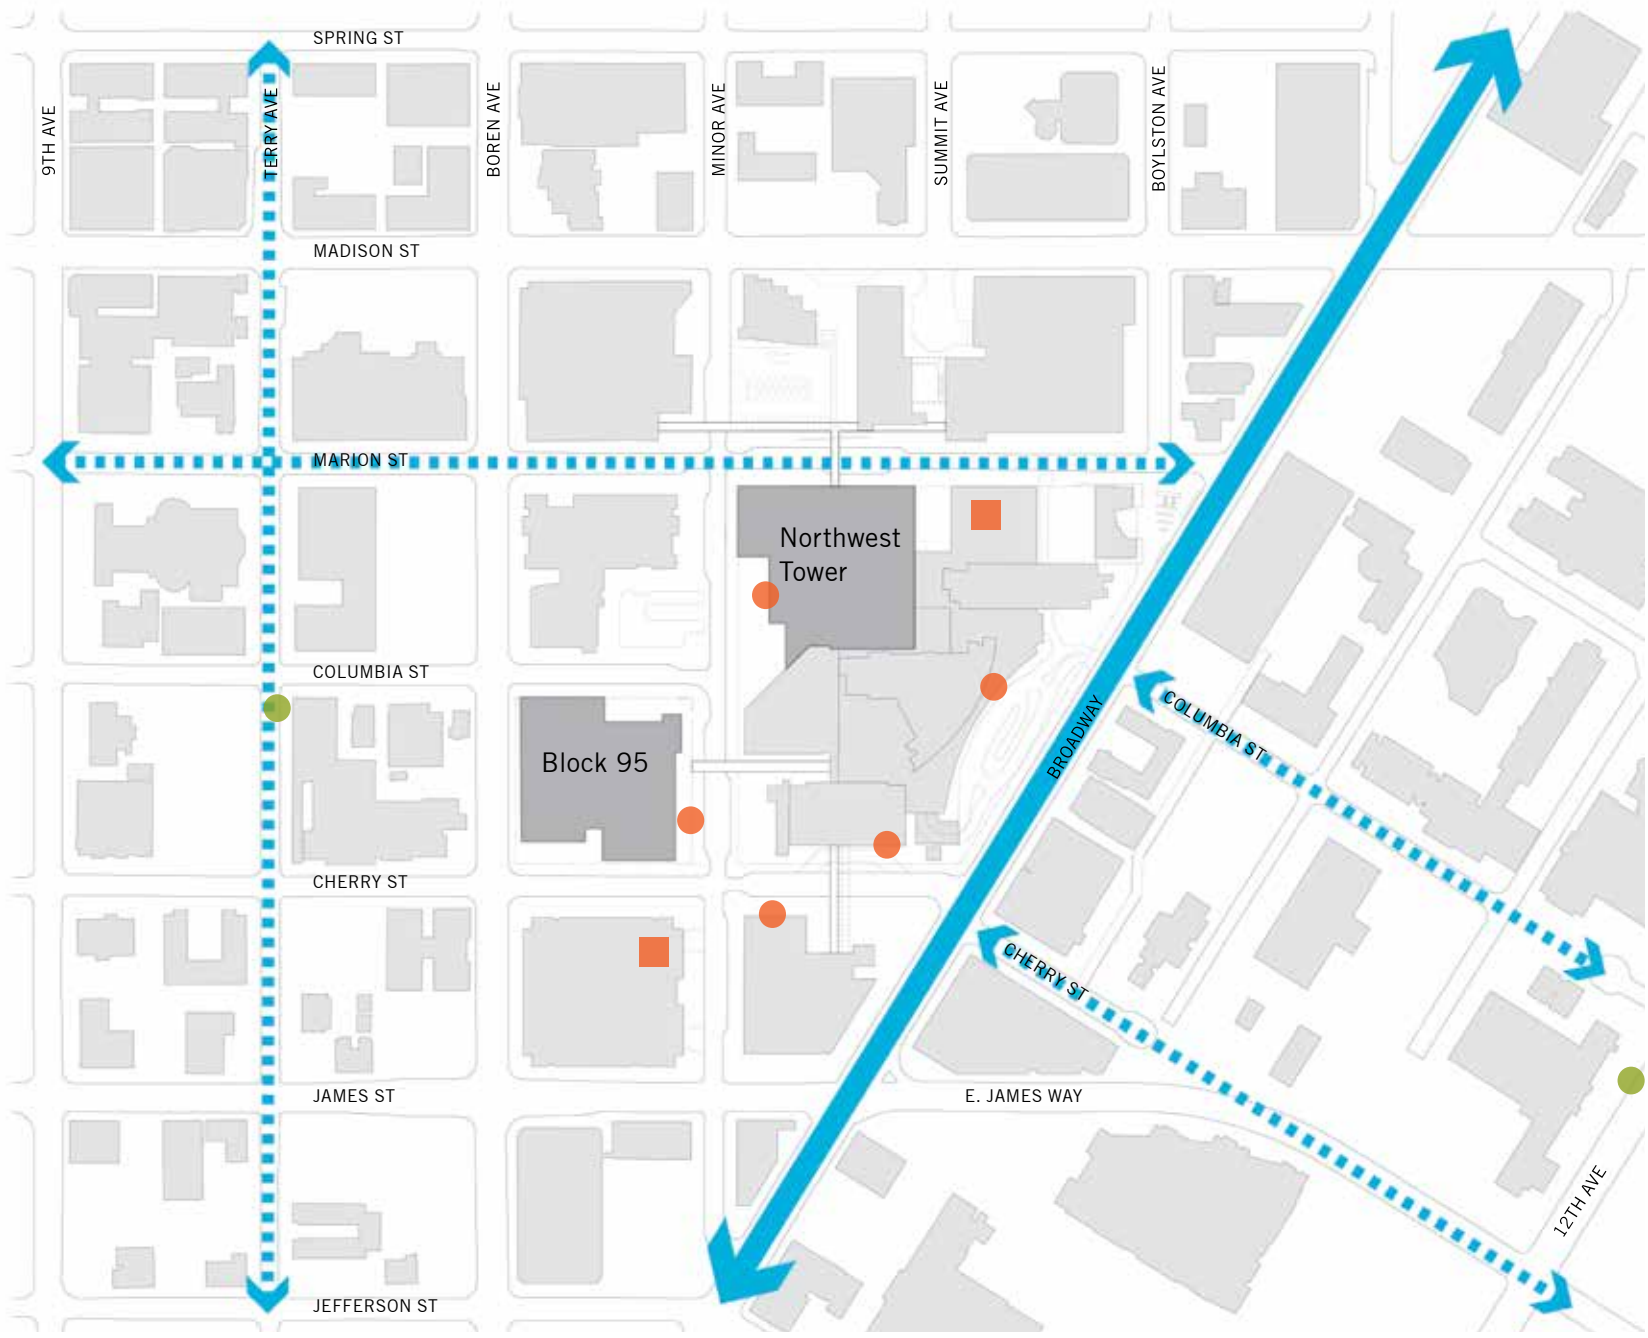 SPRING ST
9TH AVE
TERRY AVE
BOREN AVE
MINOR AVE
SUMMIT AVE
BOYLSTON AVE
MADISON ST
MARION ST
Northwest
Tower
COLUMBIA ST
BROADWAY
COLUMBIA ST
Block 95
CHERRY ST
CHERRY ST
JAMES ST
E. JAMES WAY
12TH AVE
JEFFERSON ST